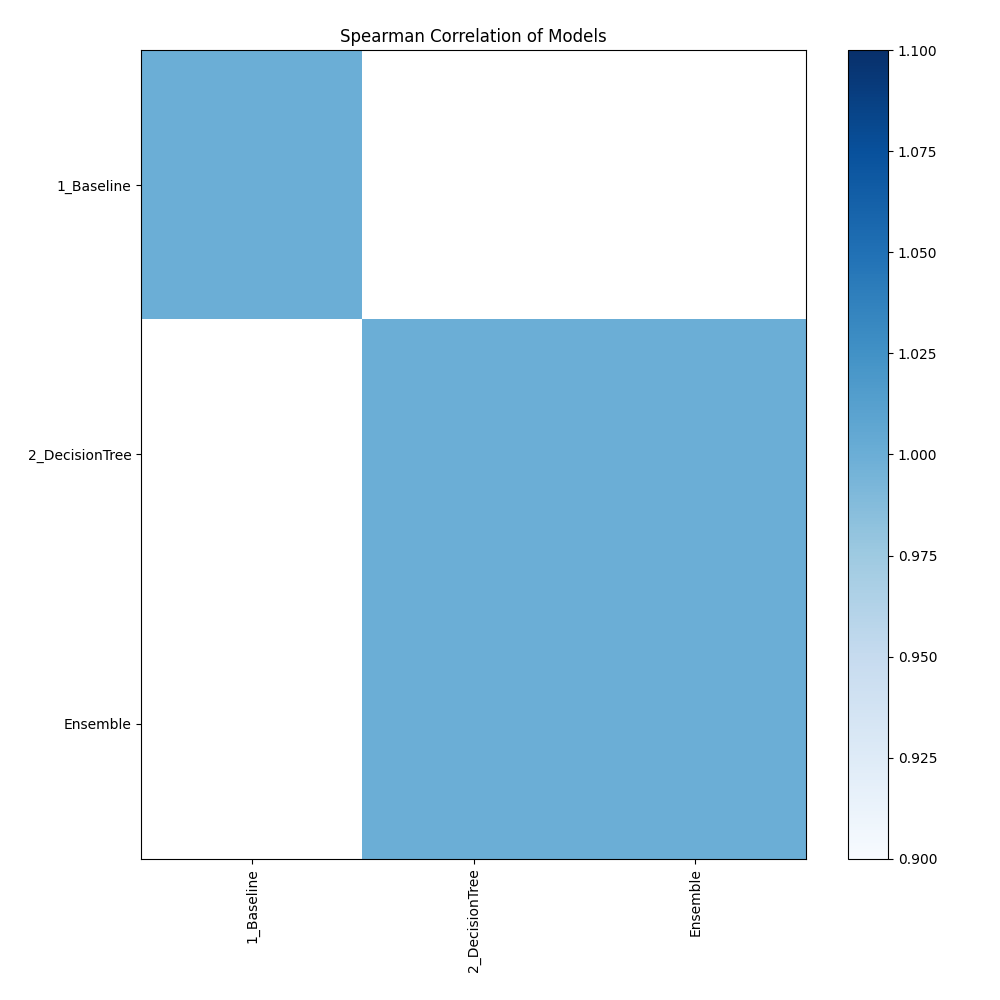 Spearman Correlation of Models
1_Baseline
2_DecisionTree
Ensemble
1_Baseline
2_DecisionTree
Ensemble
1.100
1.075
1.050
1.025
1.000
0.975
0.950
0.925
0.900